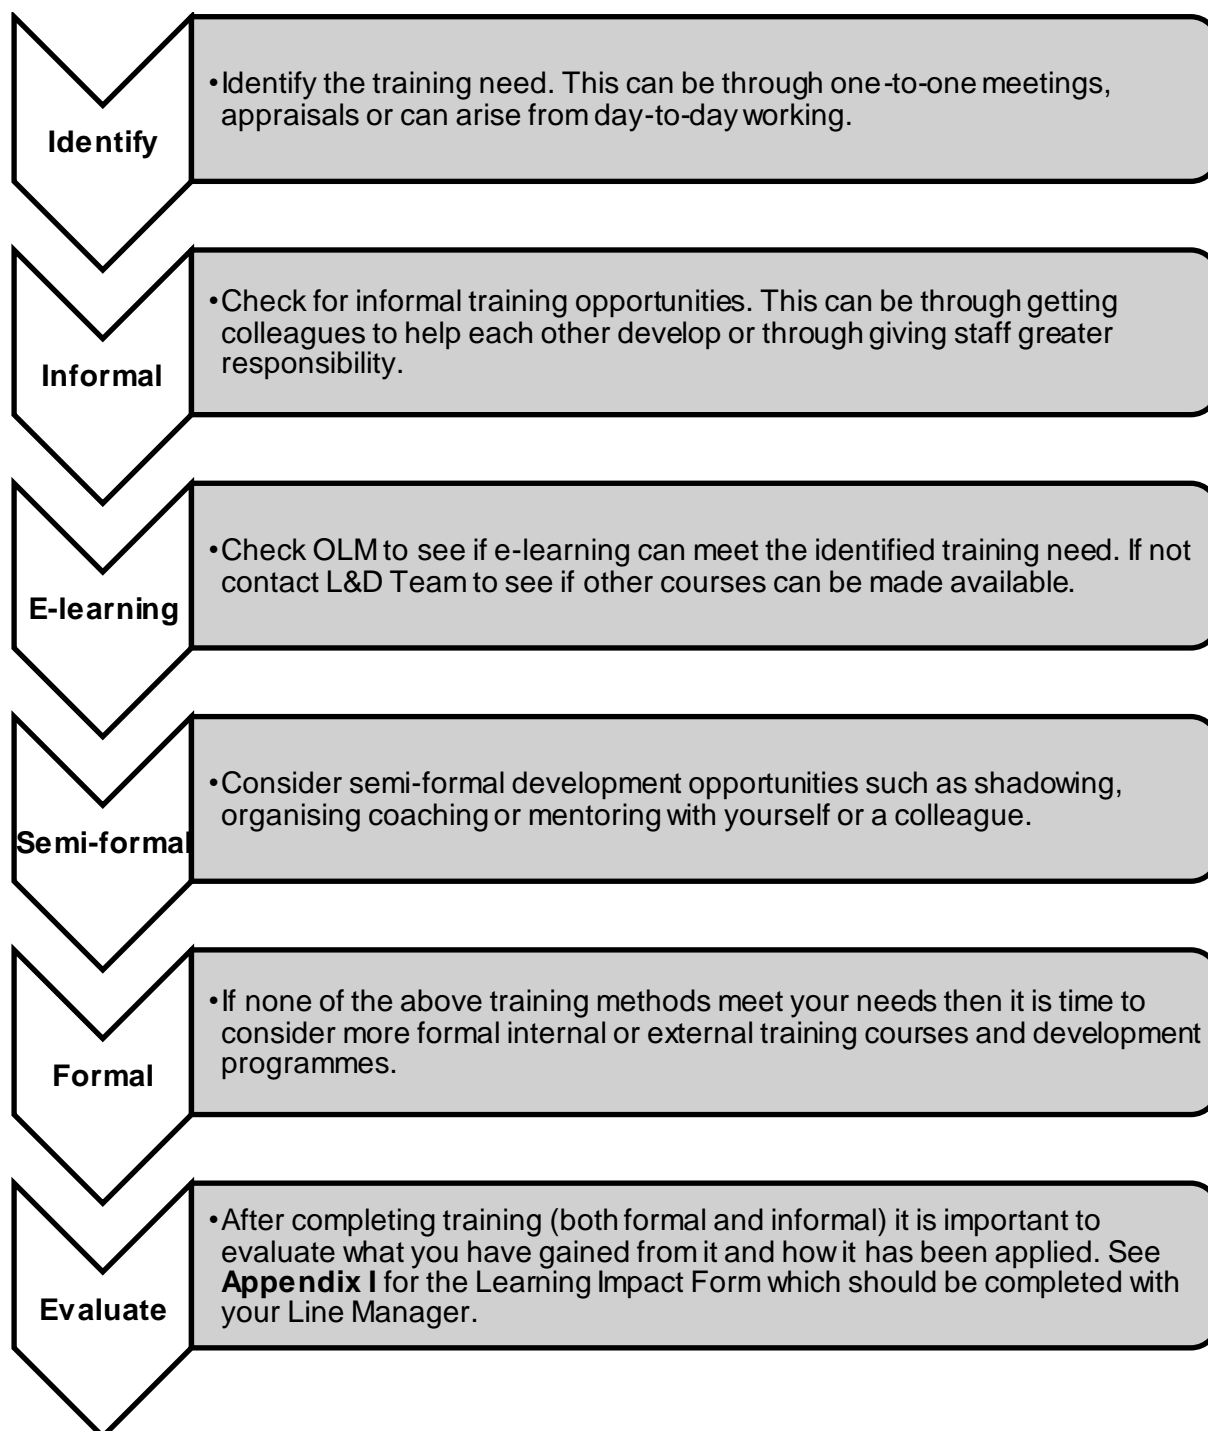 Identify
•Identify the training need. This can be through one-to-one meetings,
appraisals or can arise from day-to-day working.
Informal
•Check for informal training opportunities. This can be through getting
colleagues to help each other develop or through giving staff greater
responsibility.
E-learning
•Check OLM to see if e-learning can meet the identified training need. If not
contact L&D Team to see if other courses can be made available.
Semi-formal
•Consider semi-formal development opportunities such as shadowing,
organising coaching or mentoring with yourself or a colleague.
Formal
•If none of the above training methods meet your needs then it is time to
consider more formal internal or external training courses and development
programmes.
Evaluate
•After completing training (both formal and informal) it is important to
evaluate what you have gained from it and how it has been applied. See
Appendix I for the Learning Impact Form which should be completed with
your Line Manager.